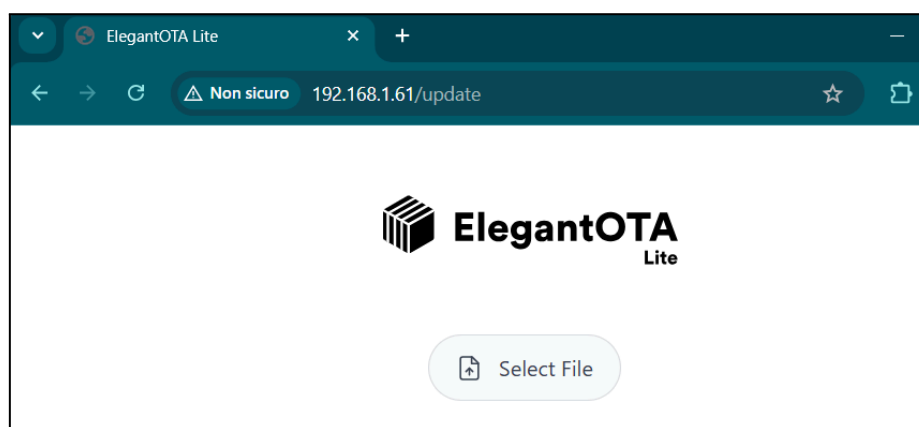 ElegantOTA Lite
Non sicuro 192.168.1.61/update
ElegantOTA
Lite
Select File